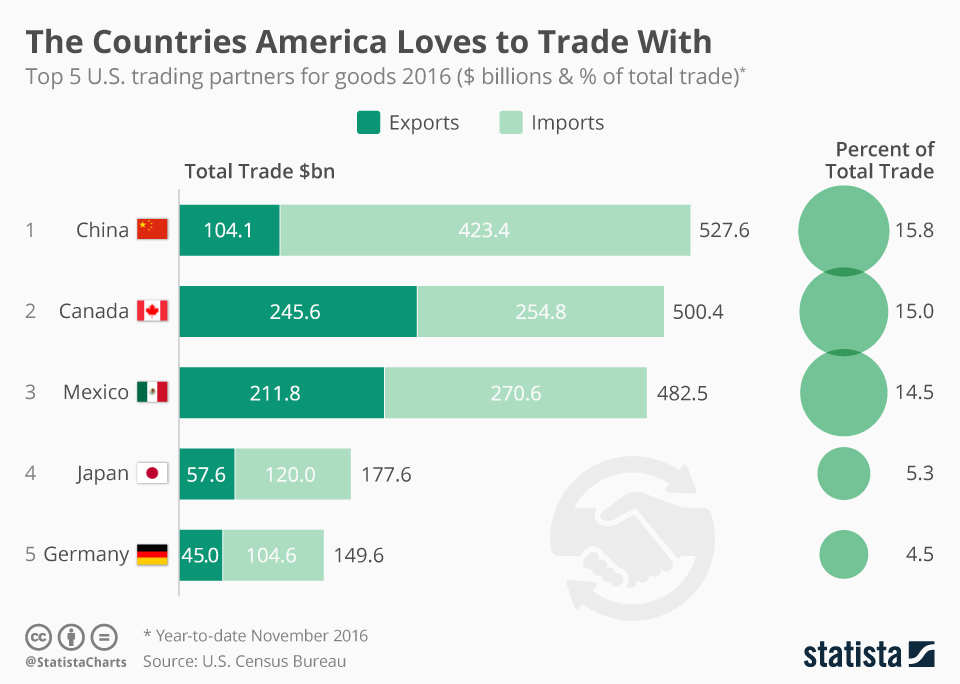 The Countries America Loves to Trade With
Top 5 U.S. trading partners for goods 2016 ($ billions & % of total trade)*
Exports Imports
Total Trade $bn
Percent of
Total Trade
1 China 104.1 423.4 527.6 15.8
2 Canada 245.6 254.8 500.4 15.0
3 Mexico 211.8 270.6 482.5 14.5
4 Japan 57.6 120.0 177.6 5.3
5 Germany 45.0 104.6 149.6 4.5
cc
@StatistaCharts
* Year-to-date November 2016
Source: U.S. Census Bureau
statista